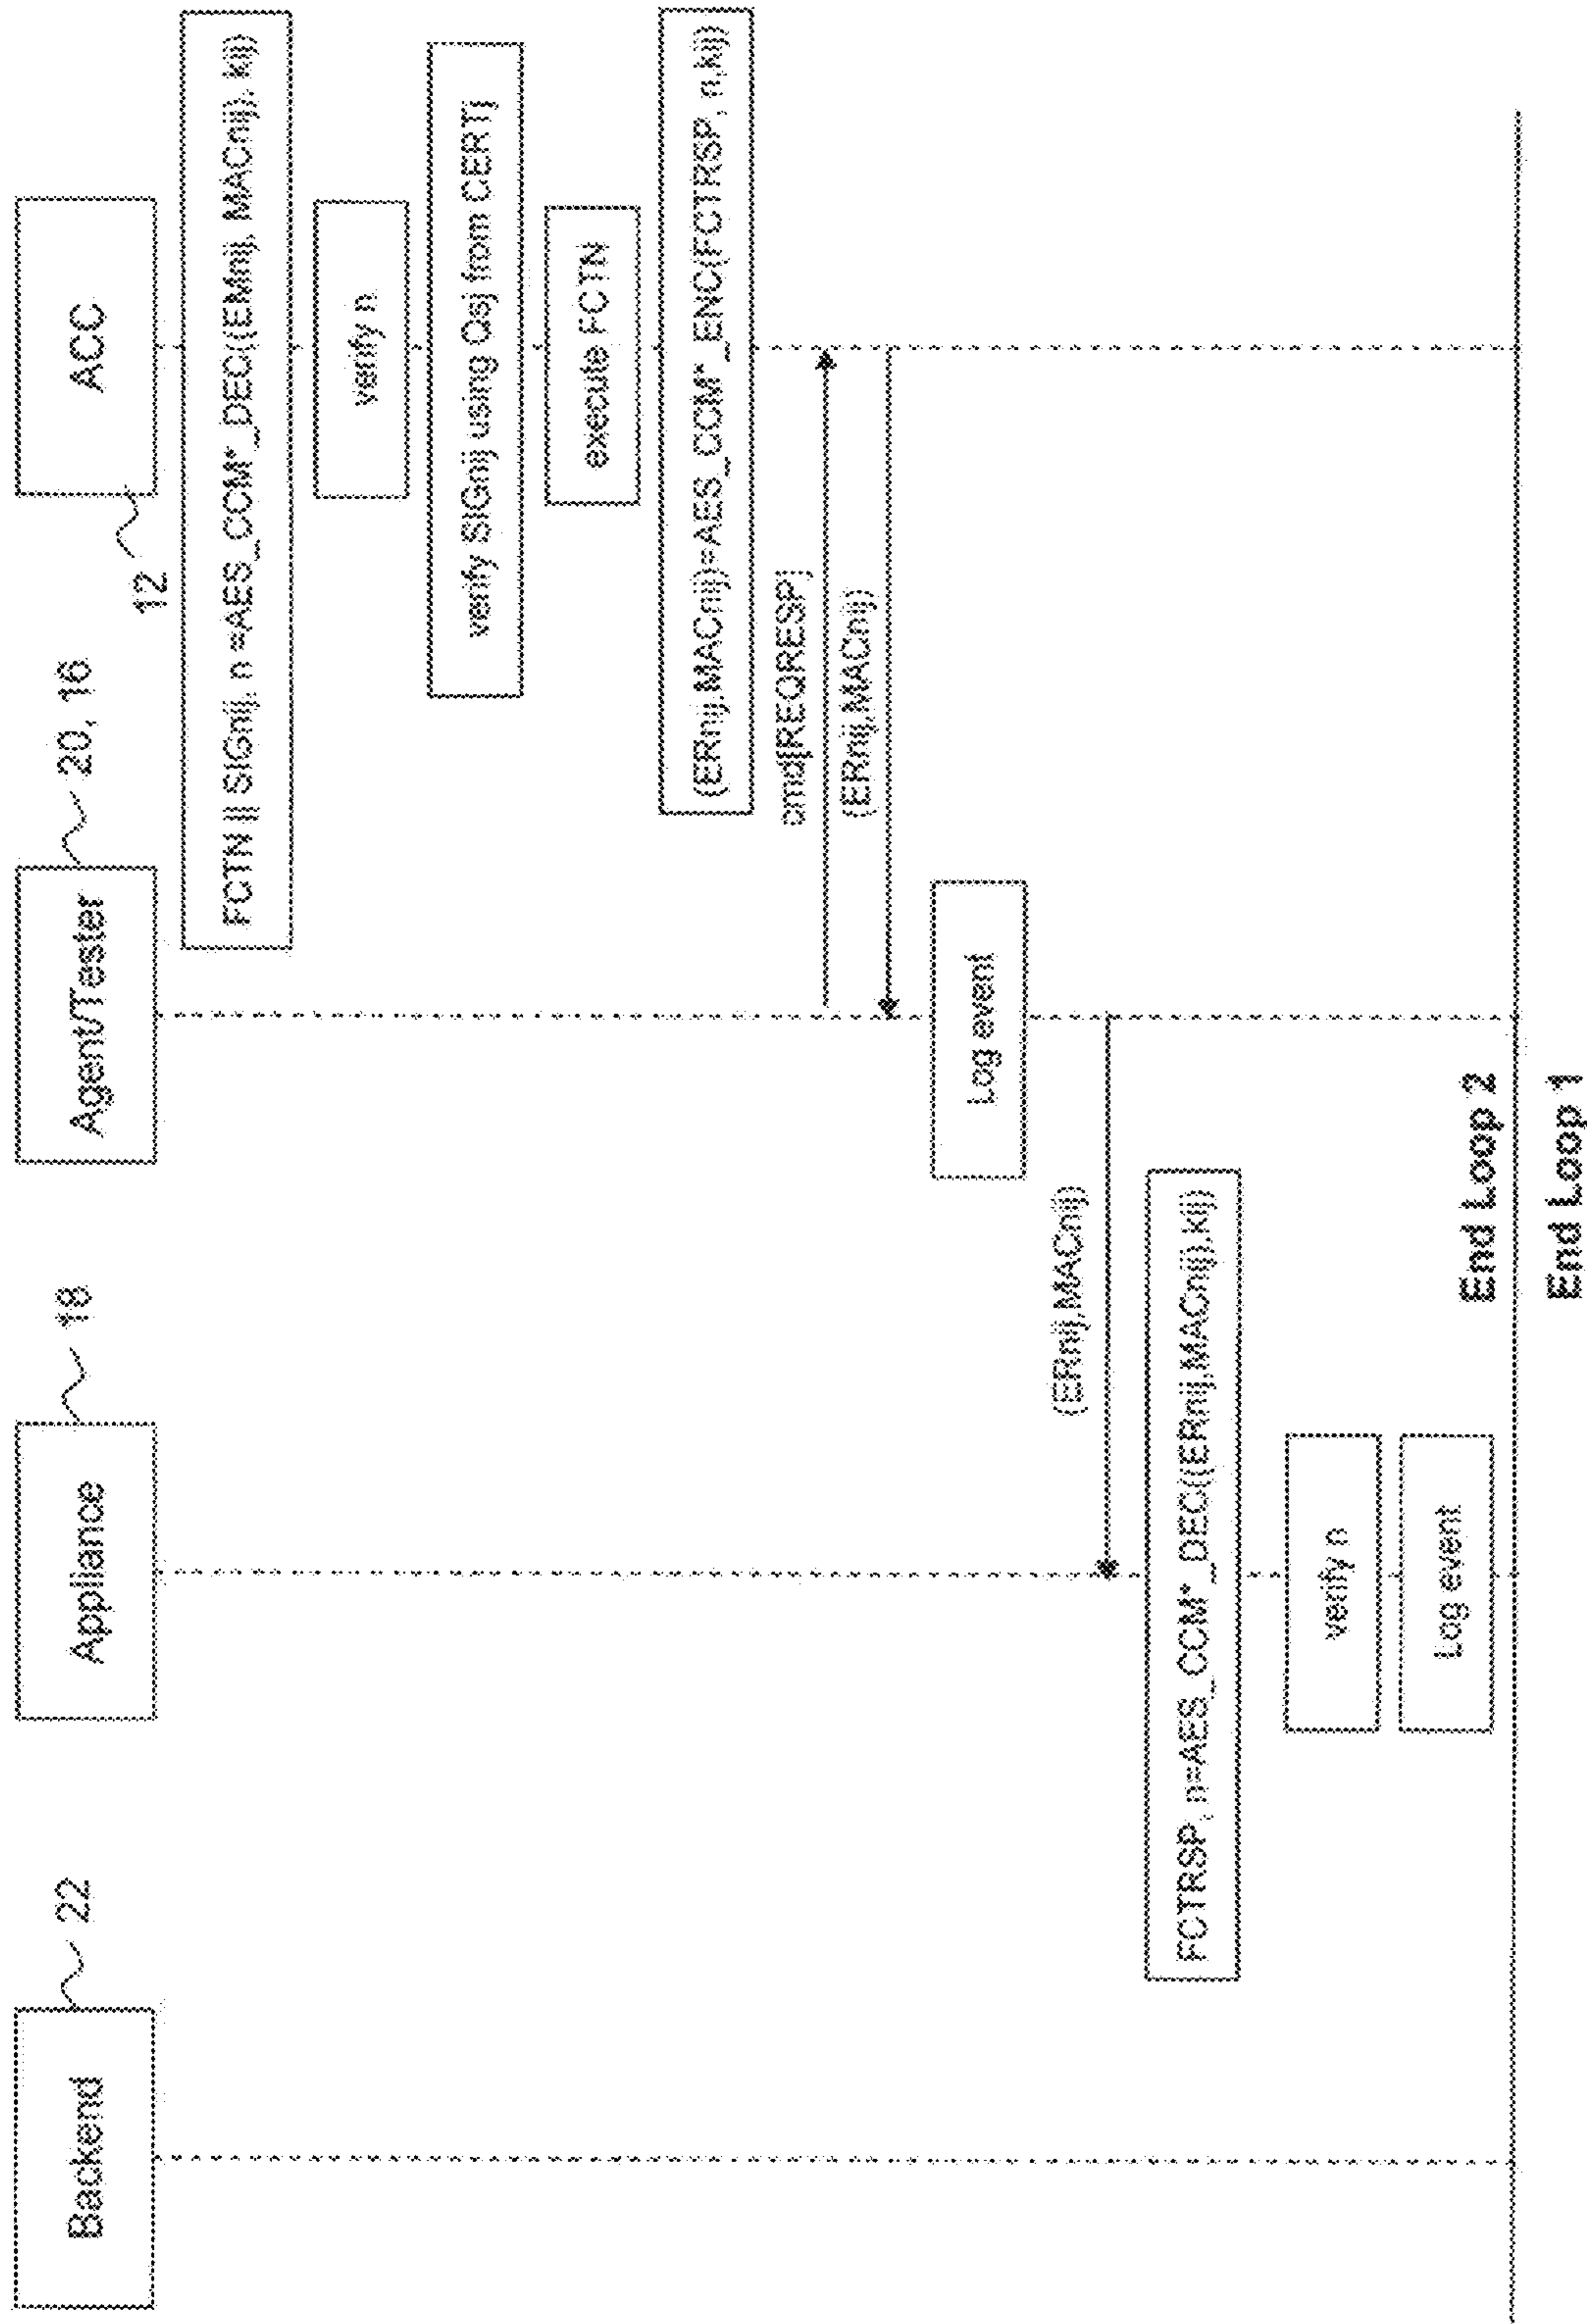 Backend
22
Appliance
18
Agent/Tester
20, 16
ACC
12
FCTN || SIGnij, n =AES_CCM*_DEC((EMnij, MACnij), kij)
verify n
verify SIGnij using Qsj from CERTj
execute FCTN
(ERnij,MACnij)=AES_CCM*_ENC(FCTRSP, n,kij)
cmd[REQRESP]
(ERnij,MACnij)
Log event
(ERnij,MACnij)
FCTRSP, n=AES_CCM*_DEC((ERnij,MACnij),kij)
verify n
Log event
End Loop 2
End Loop 1